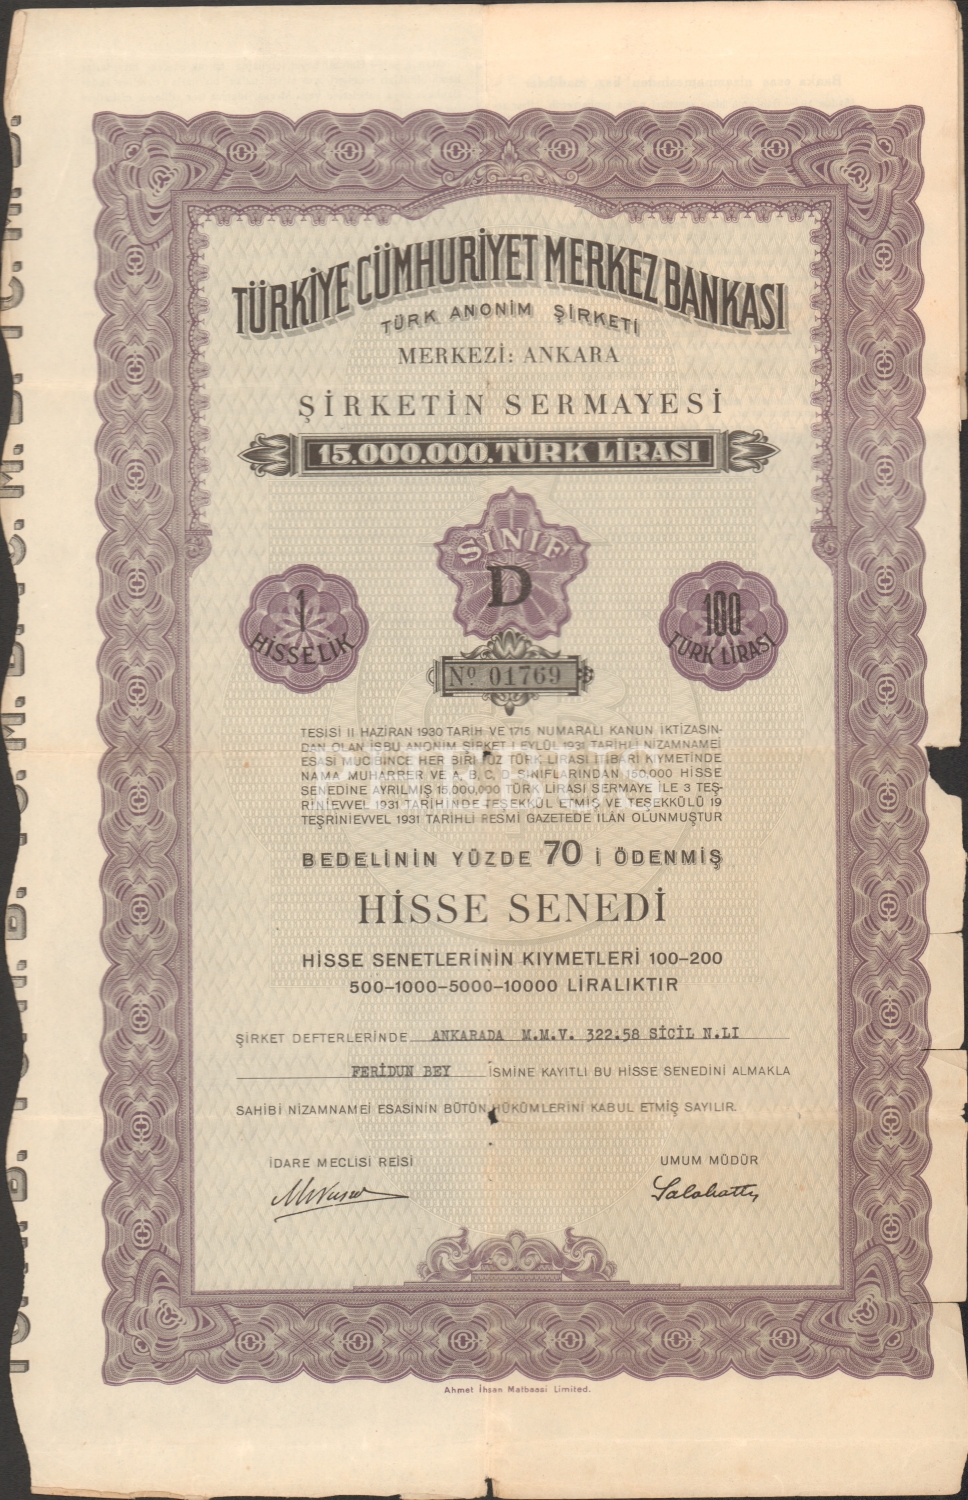 TÜRKİYE CÜMHURİYET MERKEZ BANKASI
TÜRK ANONİM ŞİRKETİ
MERKEZİ: ANKARA
ŞİRKETİN SERMAYESİ
15.000.000.TÜRK LİRASI
SINIF
D
1
HİSSELİK
100
TÜRK LİRASI
Nº 01769
TESISI 11 HAZİRAN 1930 TARİH VE 1715 NUMARALI KANUN IKTIZASIN-
DAN OLAN İŞBU ANONİM ŞİRKET 1 EYLÛL 1931 TARİHLİ NİZAMNAMEİ
ESASİ MUCİBİNCE HER BİRİ YÜZ TÜRK LİRASI İTİBARİ KIYMETİNDE
NAMA MUHARRER VE A, B, C, D SINIFLARINDAN 150,000 HİSSE
SENEDİNE AYRILMIŞ 15,000,000 TÜRK LİRASI SERMAYE İLE 3 TEŞ-
RİNİEVVEL 1931 TARİHİNDE TEŞEKKÜL ETMİŞ VE TEŞEKKÜLÜ 19
TEŞRİNİEVVEL 1931 TARİHLİ RESMİ GAZETEDE İLÂN OLUNMUŞTUR
BEDELİNİN YÜZDE 70 İ ÖDENMİŞ
HİSSE SENEDİ
HİSSE SENETLERİNİN KIYMETLERİ 100–200
500–1000–5000–10000 LİRALIKTIR
ŞİRKET DEFTERLERİNDE ANKARADA M.M.V. 322.58 SİCİL N.LI
FERİDUN BEY İSMİNE KAYITLI BU HİSSE SENEDİNİ ALMAKLA
SAHİBİ NİZAMNAMEİ ESASİNİN BÜTÜN HÜKÜMLERİNİ KABUL ETMİŞ SAYILIR.
İDARE MECLİSİ REİSİ UMUM MÜDÜR
Salahattin
Ahmet İhsan Matbaası Limited.